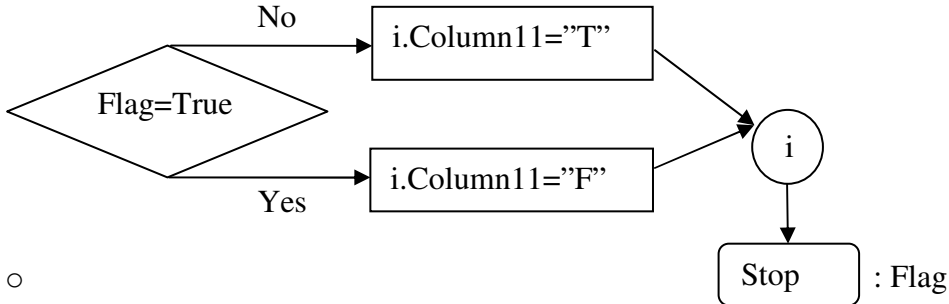 No
i.Column11=”T”
Flag=True
i
i.Column11=”F”
Yes
Stop
: Flag